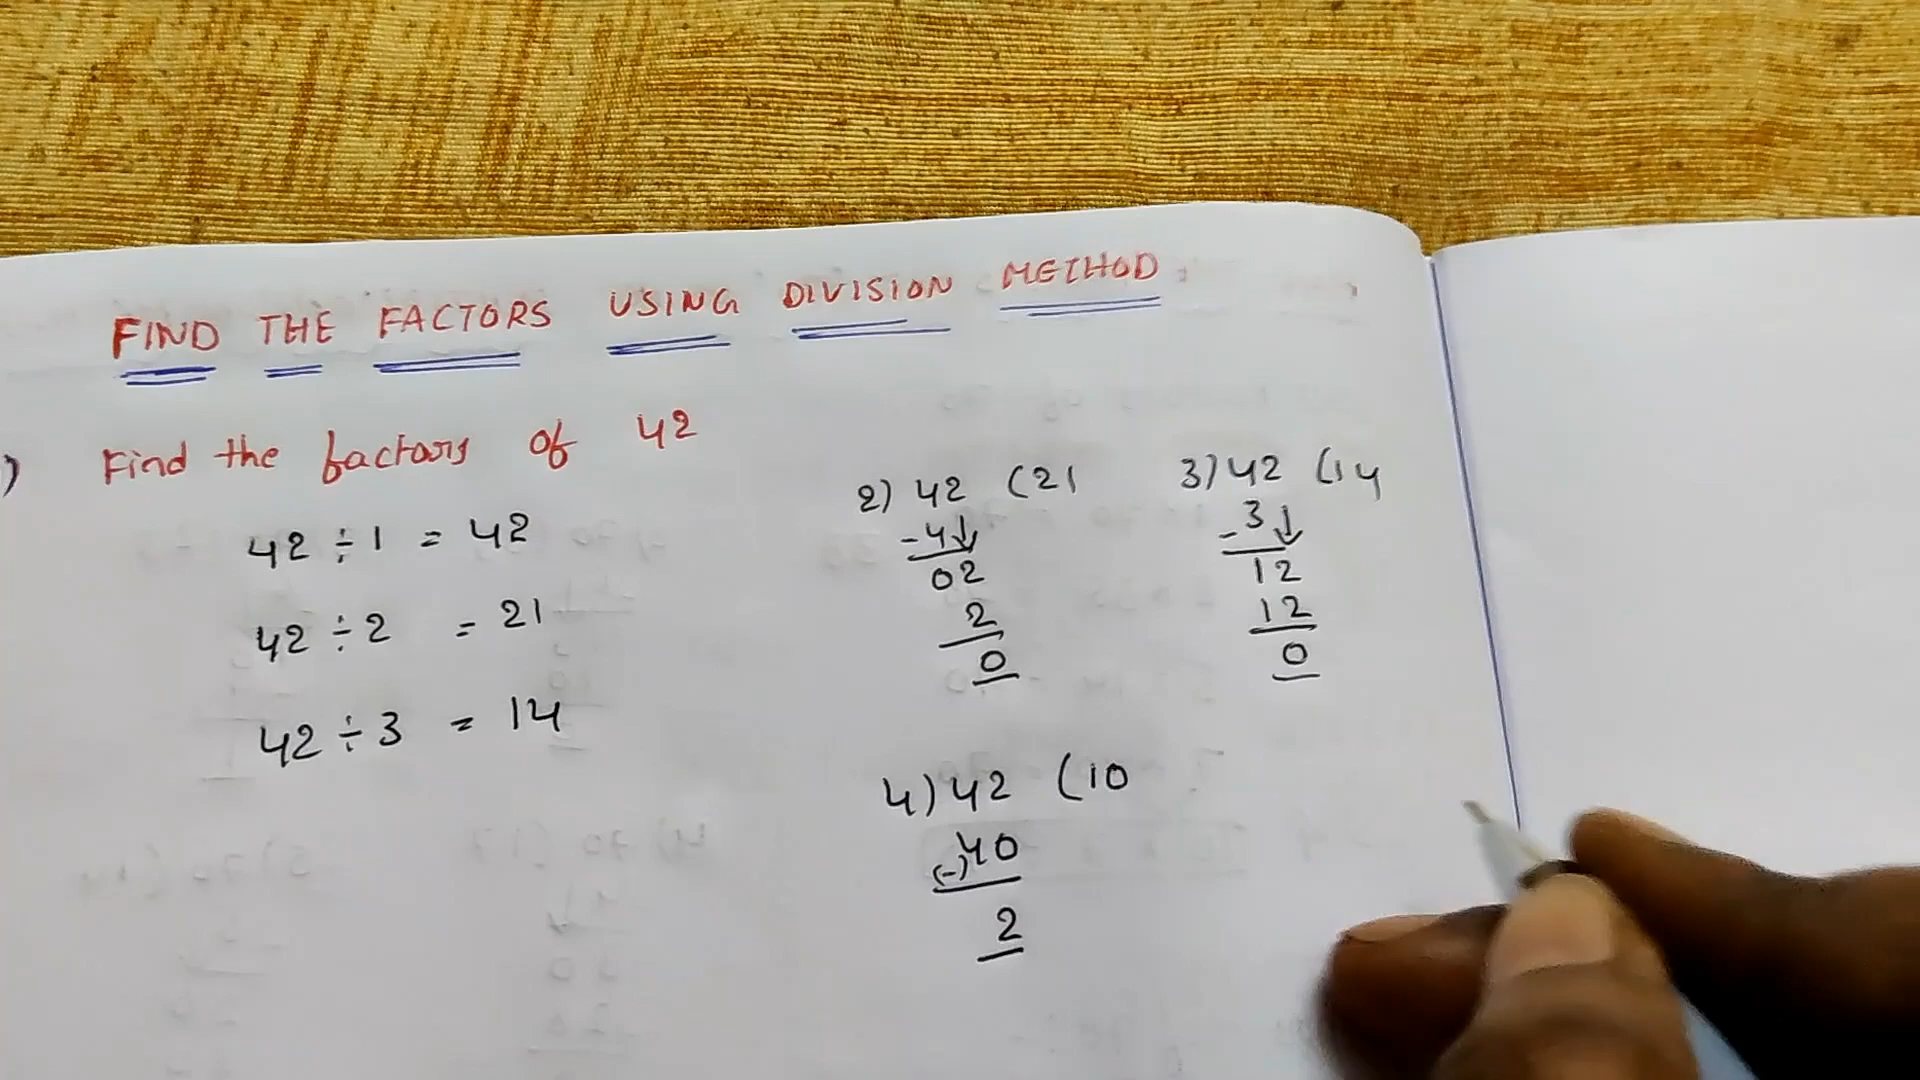 FIND THE FACTORS USING DIVISION METHOD
) Find the factors of 42
42 ÷ 1 = 42
42 ÷ 2 = 21
42 ÷ 3 = 14
2) 42 (21
- 4↓
02
2
0
3) 42 (14
- 3↓
12
12
0
4) 42 (10
(-) 40
2